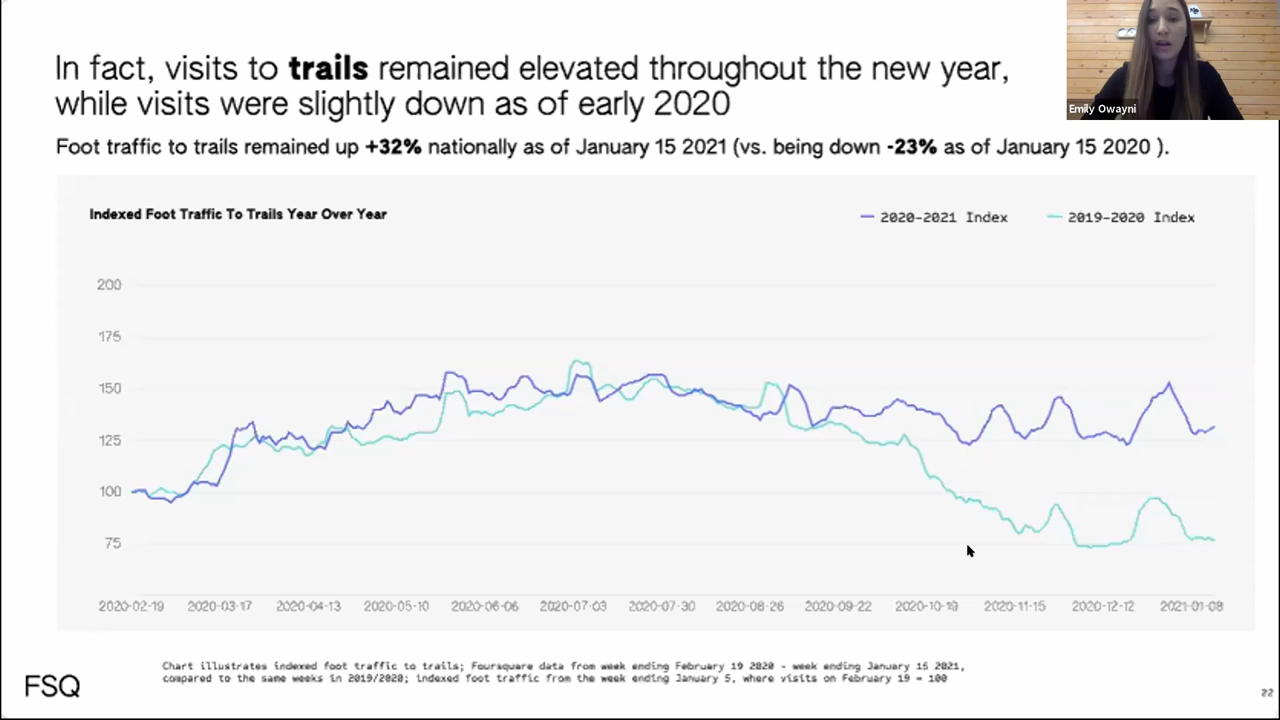 In fact, visits to trails remained elevated throughout the new year,
while visits were slightly down as of early 2020
Emily Owayni
Foot traffic to trails remained up +32% nationally as of January 15 2021 (vs. being down -23% as of January 15 2020 ).
Indexed Foot Traffic To Trails Year Over Year
2020-2021 Index
2019-2020 Index
200
175
150
125
100
75
2020-02-19 2020-03-17 2020-04-13 2020-05-10 2020-06-06 2020-07-03 2020-07-30 2020-08-26 2020-09-22 2020-10-19 2020-11-15 2020-12-12 2021-01-08
Chart illustrates indexed foot traffic to trails; Foursquare data from week ending February 19 2020 - week ending January 15 2021,
compared to the same weeks in 2019/2020; indexed foot traffic from the week ending January 5, where visits on February 19 = 100
FSQ
22